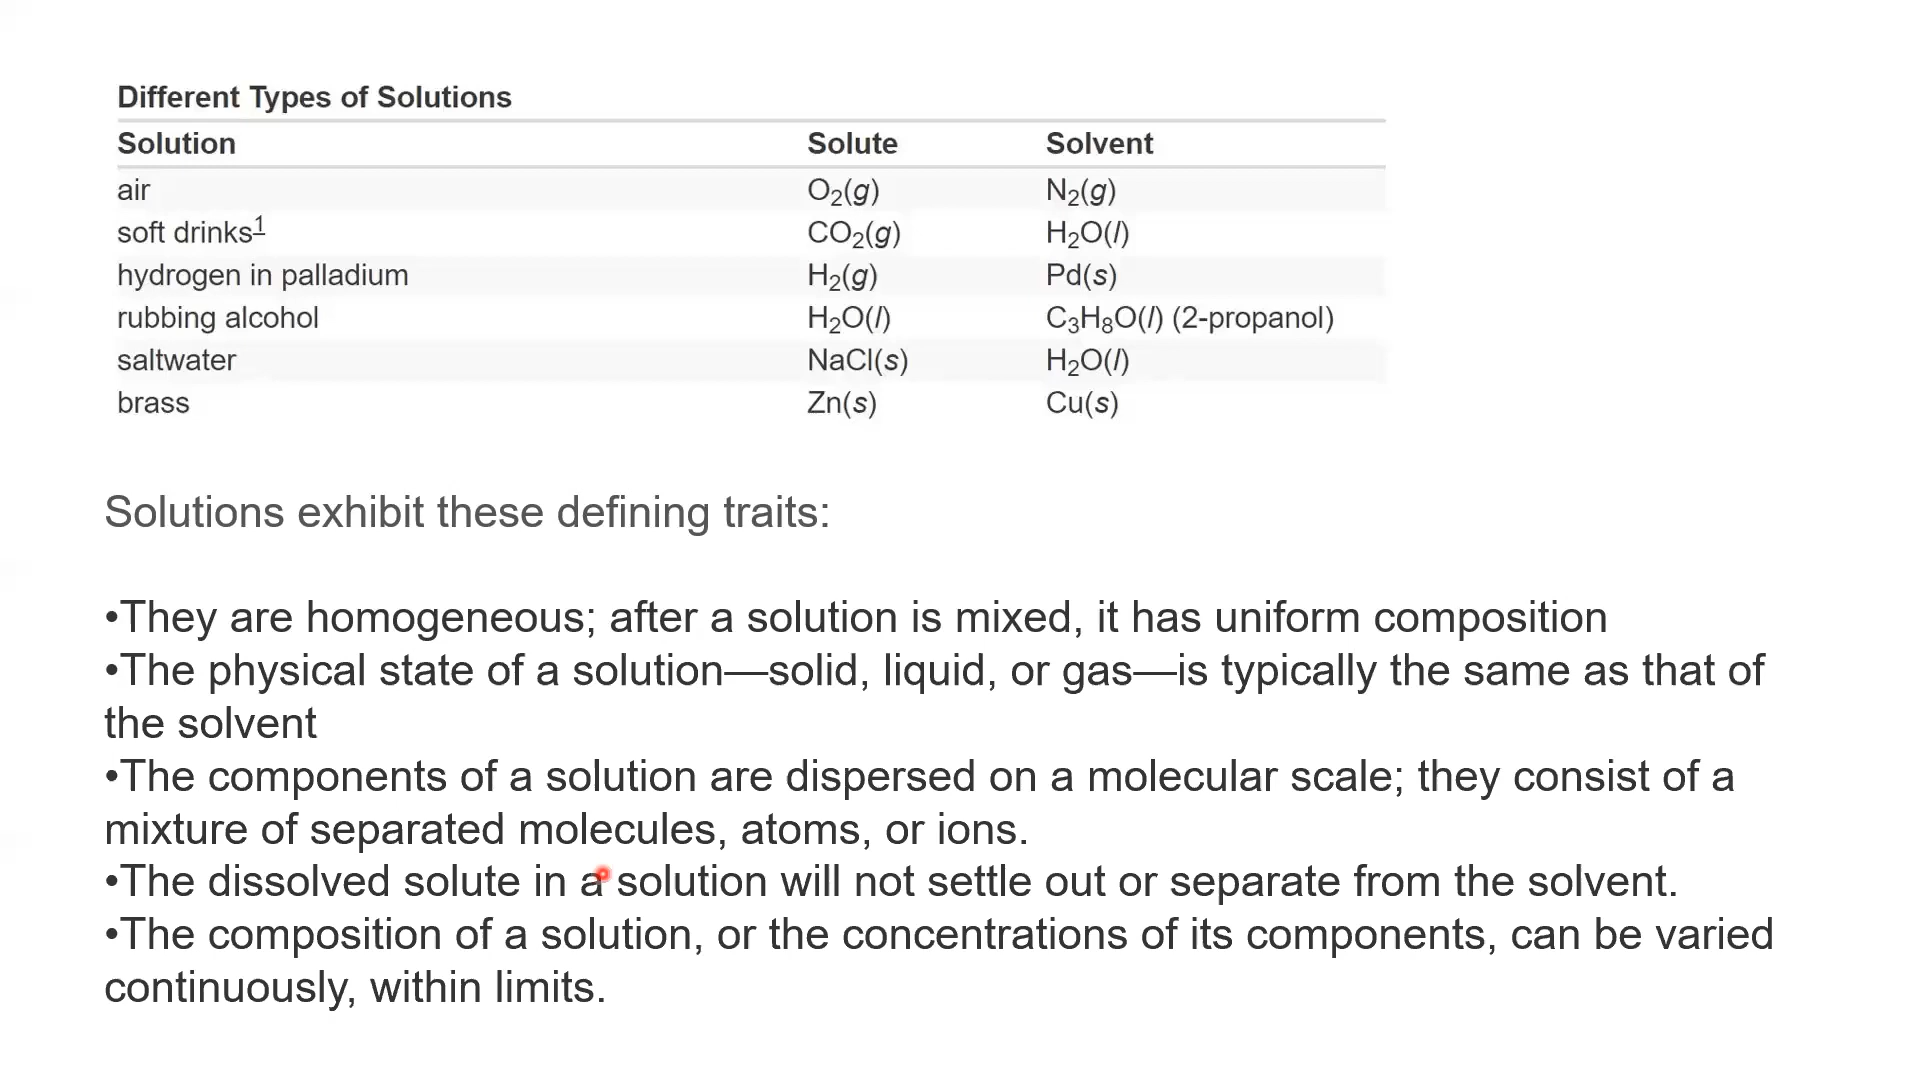 Different Types of Solutions
Solution Solute Solvent
air O₂(g) N₂(g)
soft drinks¹ CO₂(g) H₂O(l)
hydrogen in palladium H₂(g) Pd(s)
rubbing alcohol H₂O(l) C₃H₈O(l) (2-propanol)
saltwater NaCl(s) H₂O(l)
brass Zn(s) Cu(s)
Solutions exhibit these defining traits:
•They are homogeneous; after a solution is mixed, it has uniform composition
•The physical state of a solution—solid, liquid, or gas—is typically the same as that of
the solvent
•The components of a solution are dispersed on a molecular scale; they consist of a
mixture of separated molecules, atoms, or ions.
•The dissolved solute in a solution will not settle out or separate from the solvent.
•The composition of a solution, or the concentrations of its components, can be varied
continuously, within limits.